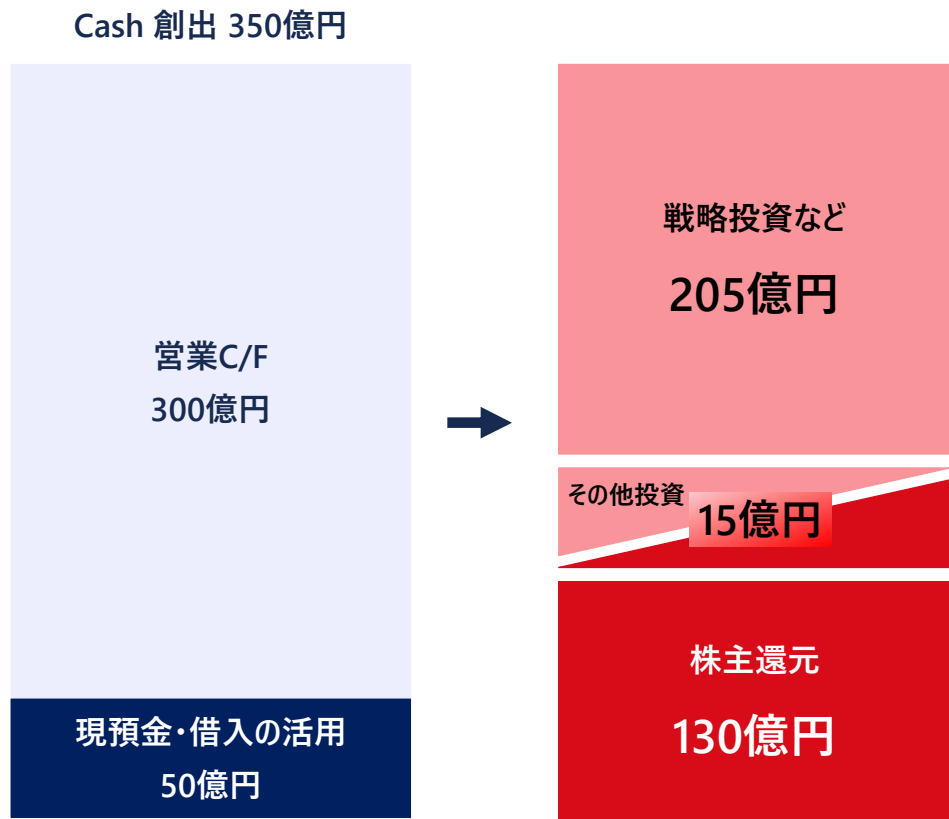 Cash 創出 350億円
営業C/F
300億円
現預金・借入の活用
50億円
戦略投資など
205億円
その他投資
15億円
株主還元
130億円